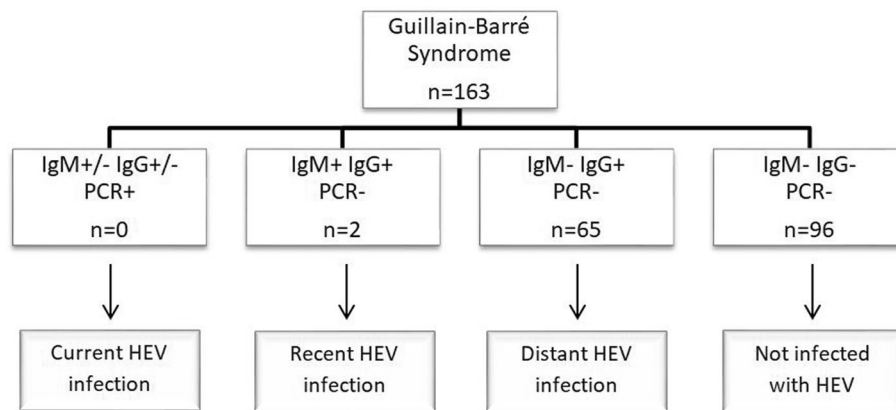 Guillain-Barré
Syndrome
n=163
IgM+/- IgG+/-
PCR+
n=0
IgM+ IgG+
PCR-
n=2
IgM- IgG+
PCR-
n=65
IgM- IgG-
PCR-
n=96
Current HEV
infection
Recent HEV
infection
Distant HEV
infection
Not infected
with HEV